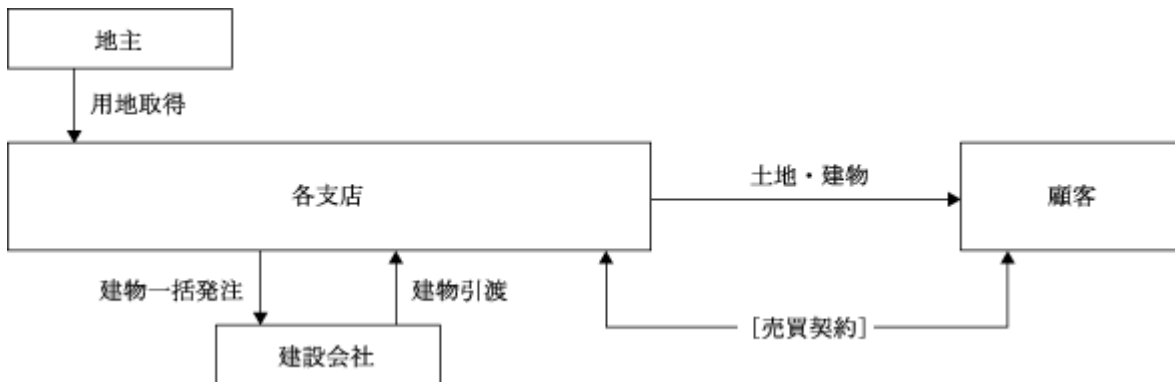 地主
用地取得
各支店
土地・建物
顧客
建物一括発注
建物引渡
［売買契約］
建設会社